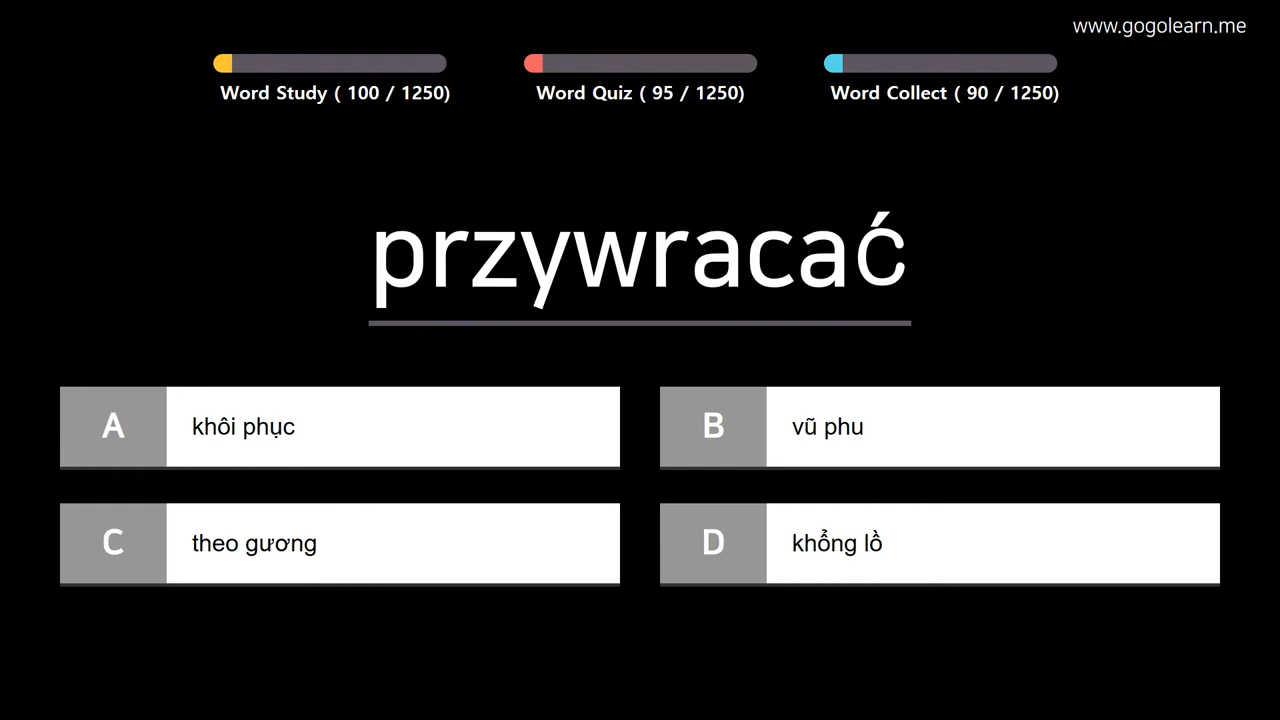 www.gogolearn.me
Word Study ( 100 / 1250)
Word Quiz ( 95 / 1250)
Word Collect ( 90 / 1250)
przywracać
A khôi phục
B vũ phu
C theo gương
D khổng lồ